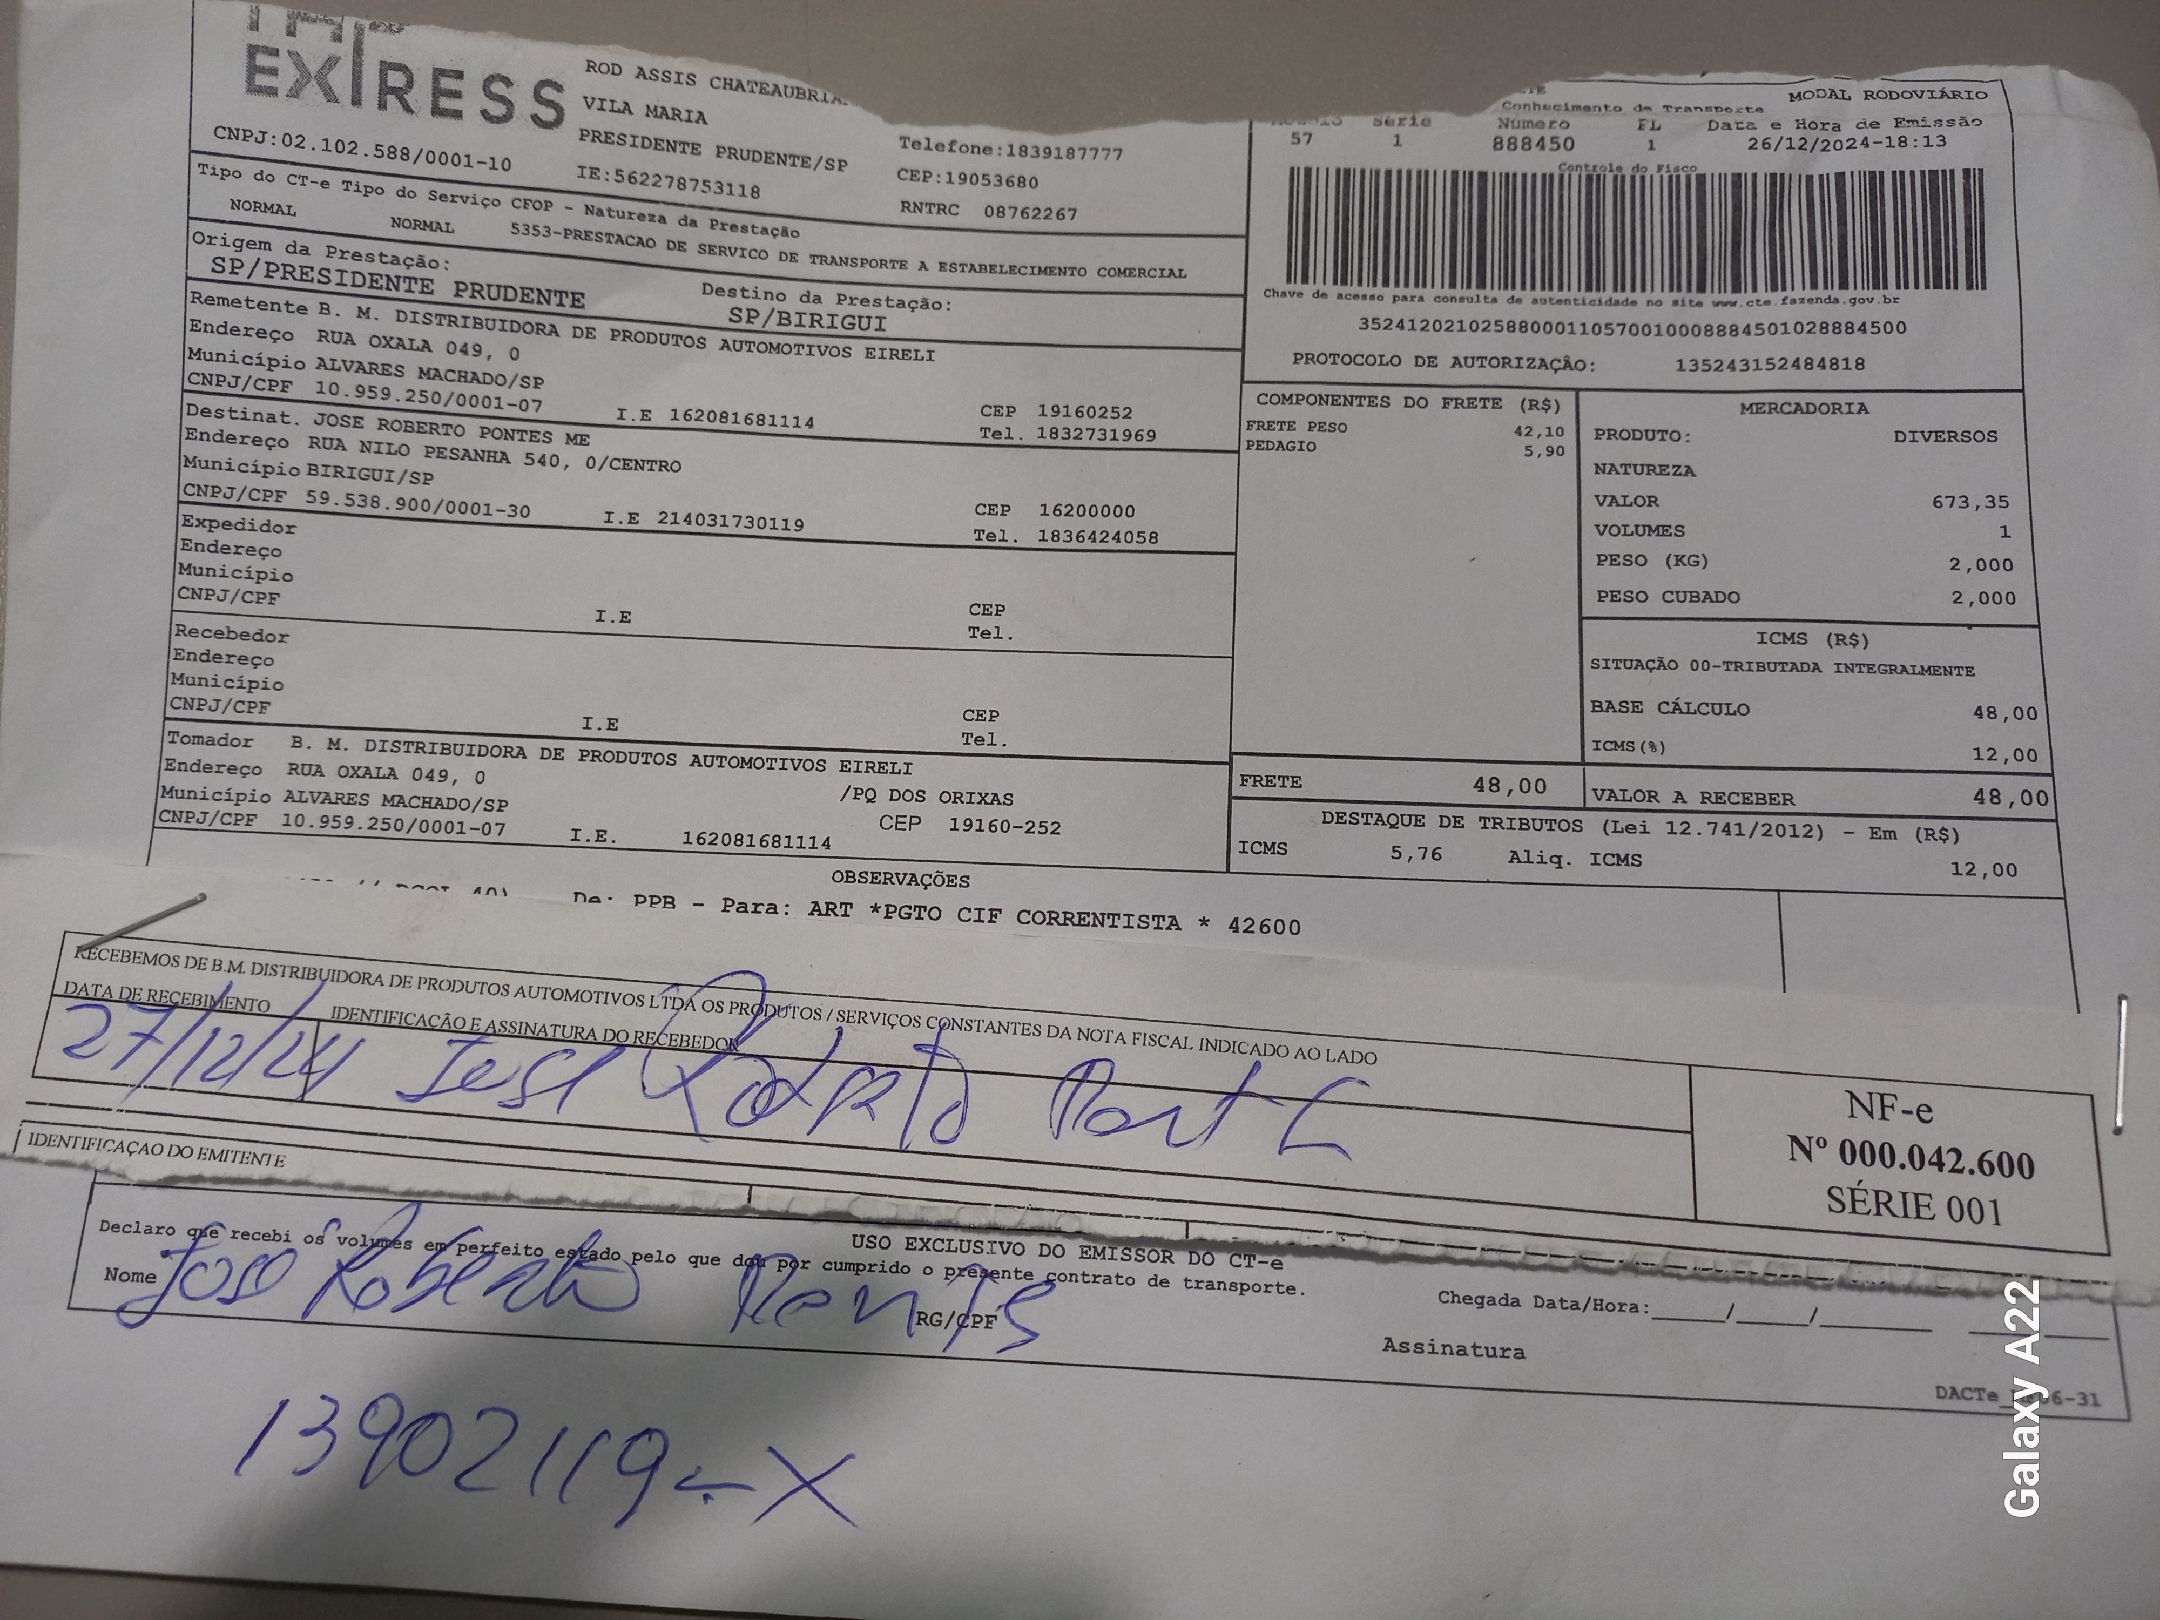 EXPRESS
ROD ASSIS CHATEAUBRIA
VILA MARIA
PRESIDENTE PRUDENTE/SP
CNPJ:02.102.588/0001-10
IE:562278753118
Telefone:1839187777
CEP:19053680
RNTRC 08762267
MODAL RODOVIÁRIO
Conhecimento de Transporte
Série Número FL Data e Hora de Emissão
57 1 888450 1 26/12/2024-18:13
Controle do Fisco
Chave de acesso para consulta de autenticidade no site www.cte.fazenda.gov.br
35241202102588000110570010008884501028884500
PROTOCOLO DE AUTORIZAÇÃO: 135243152484818
Tipo do CT-e Tipo do Serviço CFOP - Natureza da Prestação
NORMAL NORMAL 5353-PRESTACAO DE SERVICO DE TRANSPORTE A ESTABELECIMENTO COMERCIAL
Origem da Prestação: Destino da Prestação:
SP/PRESIDENTE PRUDENTE SP/BIRIGUI
Remetente B. M. DISTRIBUIDORA DE PRODUTOS AUTOMOTIVOS EIRELI
Endereço RUA OXALA 049, 0
Município ALVARES MACHADO/SP CEP 19160252
CNPJ/CPF 10.959.250/0001-07 I.E 162081681114 Tel. 1832731969
Destinat. JOSE ROBERTO PONTES ME
Endereço RUA NILO PESANHA 540, 0/CENTRO
Município BIRIGUI/SP CEP 16200000
CNPJ/CPF 59.538.900/0001-30 I.E 214031730119 Tel. 1836424058
Expedidor
Endereço
Município CEP
CNPJ/CPF I.E Tel.
Recebedor
Endereço
Município CEP
CNPJ/CPF I.E Tel.
Tomador B. M. DISTRIBUIDORA DE PRODUTOS AUTOMOTIVOS EIRELI
Endereço RUA OXALA 049, 0 /PQ DOS ORIXAS
Município ALVARES MACHADO/SP CEP 19160-252
CNPJ/CPF 10.959.250/0001-07 I.E. 162081681114
COMPONENTES DO FRETE (R$)
FRETE PESO 42,10
PEDAGIO 5,90
MERCADORIA
PRODUTO: DIVERSOS
NATUREZA
VALOR 673,35
VOLUMES 1
PESO (KG) 2,000
PESO CUBADO 2,000
ICMS (R$)
SITUAÇÃO 00-TRIBUTADA INTEGRALMENTE
BASE CÁLCULO 48,00
ICMS(%) 12,00
FRETE 48,00 VALOR A RECEBER 48,00
DESTAQUE DE TRIBUTOS (Lei 12.741/2012) - Em (R$)
ICMS 5,76 Aliq. ICMS 12,00
OBSERVAÇÕES
De: PPB - Para: ART *PGTO CIF CORRENTISTA * 42600
RECEBEMOS DE B.M. DISTRIBUIDORA DE PRODUTOS AUTOMOTIVOS LTDA OS PRODUTOS / SERVIÇOS CONSTANTES DA NOTA FISCAL INDICADO AO LADO
DATA DE RECEBIMENTO IDENTIFICAÇÃO E ASSINATURA DO RECEBEDOR
27/12/24 Jose Roberto
NF-e
Nº 000.042.600
SÉRIE 001
IDENTIFICAÇÃO DO EMITENTE
USO EXCLUSIVO DO EMISSOR DO CT-e
Declaro que recebi os volumes em perfeito estado pelo que dou por cumprido o presente contrato de transporte.
Nome Jose Roberto Pontes RG/CPF
Chegada Data/Hora:_____/_____/_______
Assinatura
13902119-X
Galaxy A22